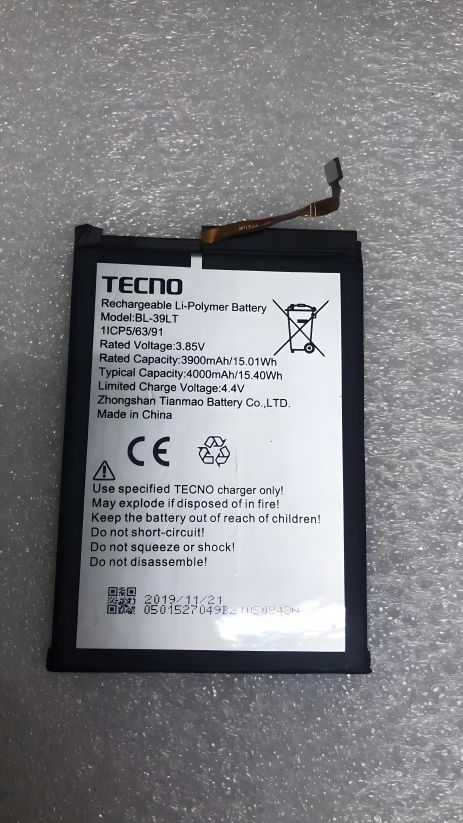 TECNO
Rechargeable Li-Polymer Battery
Model:BL-39LT
1ICP5/63/91
Rated Voltage:3.85V
Rated Capacity:3900mAh/15.01Wh
Typical Capacity:4000mAh/15.40Wh
Limited Charge Voltage:4.4V
Zhongshan Tianmao Battery Co.,LTD.
Made in China
CE
Use specified TECNO charger only!
May explode if disposed of in fire!
Keep the battery out of reach of children!
Do not short-circuit!
Do not squeeze or shock!
Do not disassemble!
2019/11/21